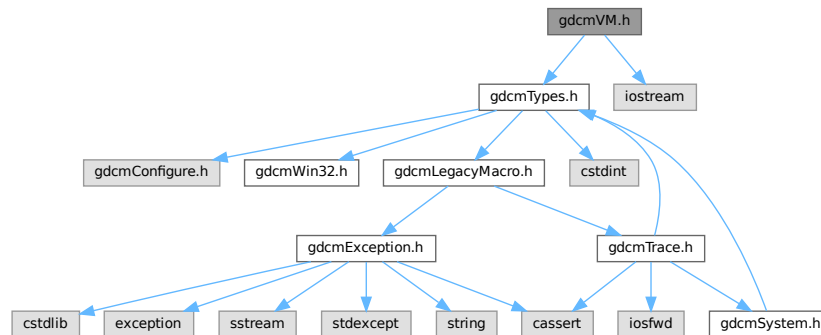 gdcmVM.h
gdcmTypes.h
iostream
gdcmConfigure.h
gdcmWin32.h
gdcmLegacyMacro.h
cstdint
gdcmException.h
gdcmTrace.h
cstdlib
exception
sstream
stdexcept
string
cassert
iosfwd
gdcmSystem.h